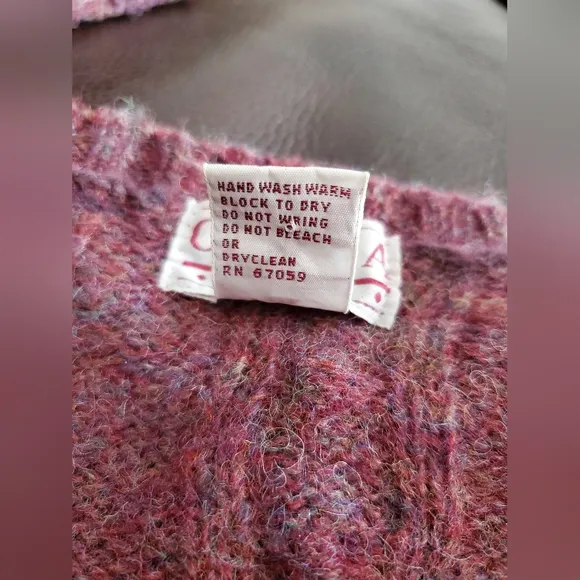 HAND WASH WARM
BLOCK TO DRY
DO NOT WRING
DO NOT BLEACH
OR
DRYCLEAN
RN 67059